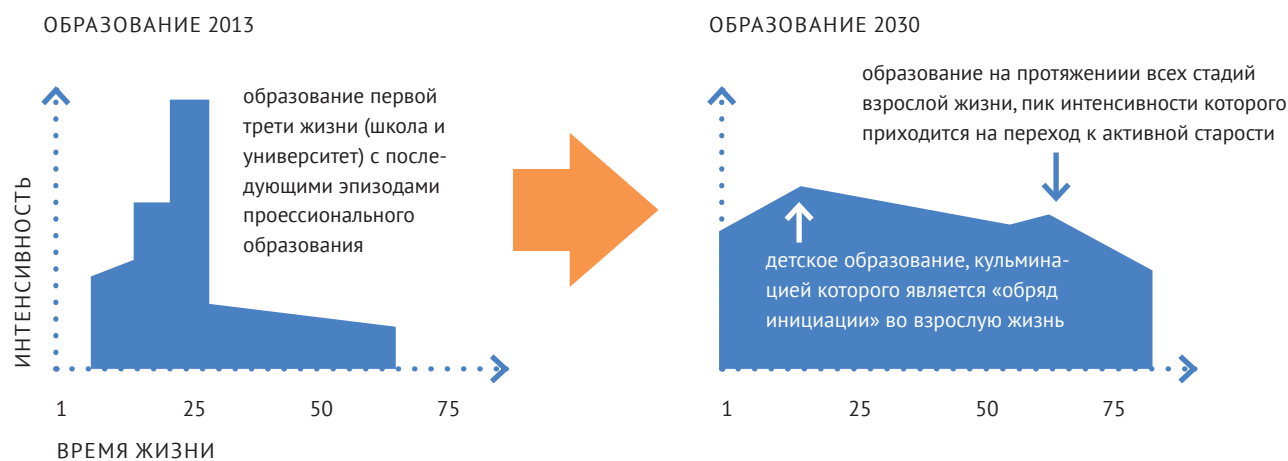 ОБРАЗОВАНИЕ 2013
образование первой
трети жизни (школа и
университет) с после-
дующими эпизодами
проессионального
образования
ИНТЕНСИВНОСТЬ
1 25 50 75
ВРЕМЯ ЖИЗНИ
ОБРАЗОВАНИЕ 2030
образование на протяжениии всех стадий
взрослой жизни, пик интенсивности которого
приходится на переход к активной старости
детское образование, кульмина-
цией которого является «обряд
инициации» во взрослую жизнь
1 25 50 75